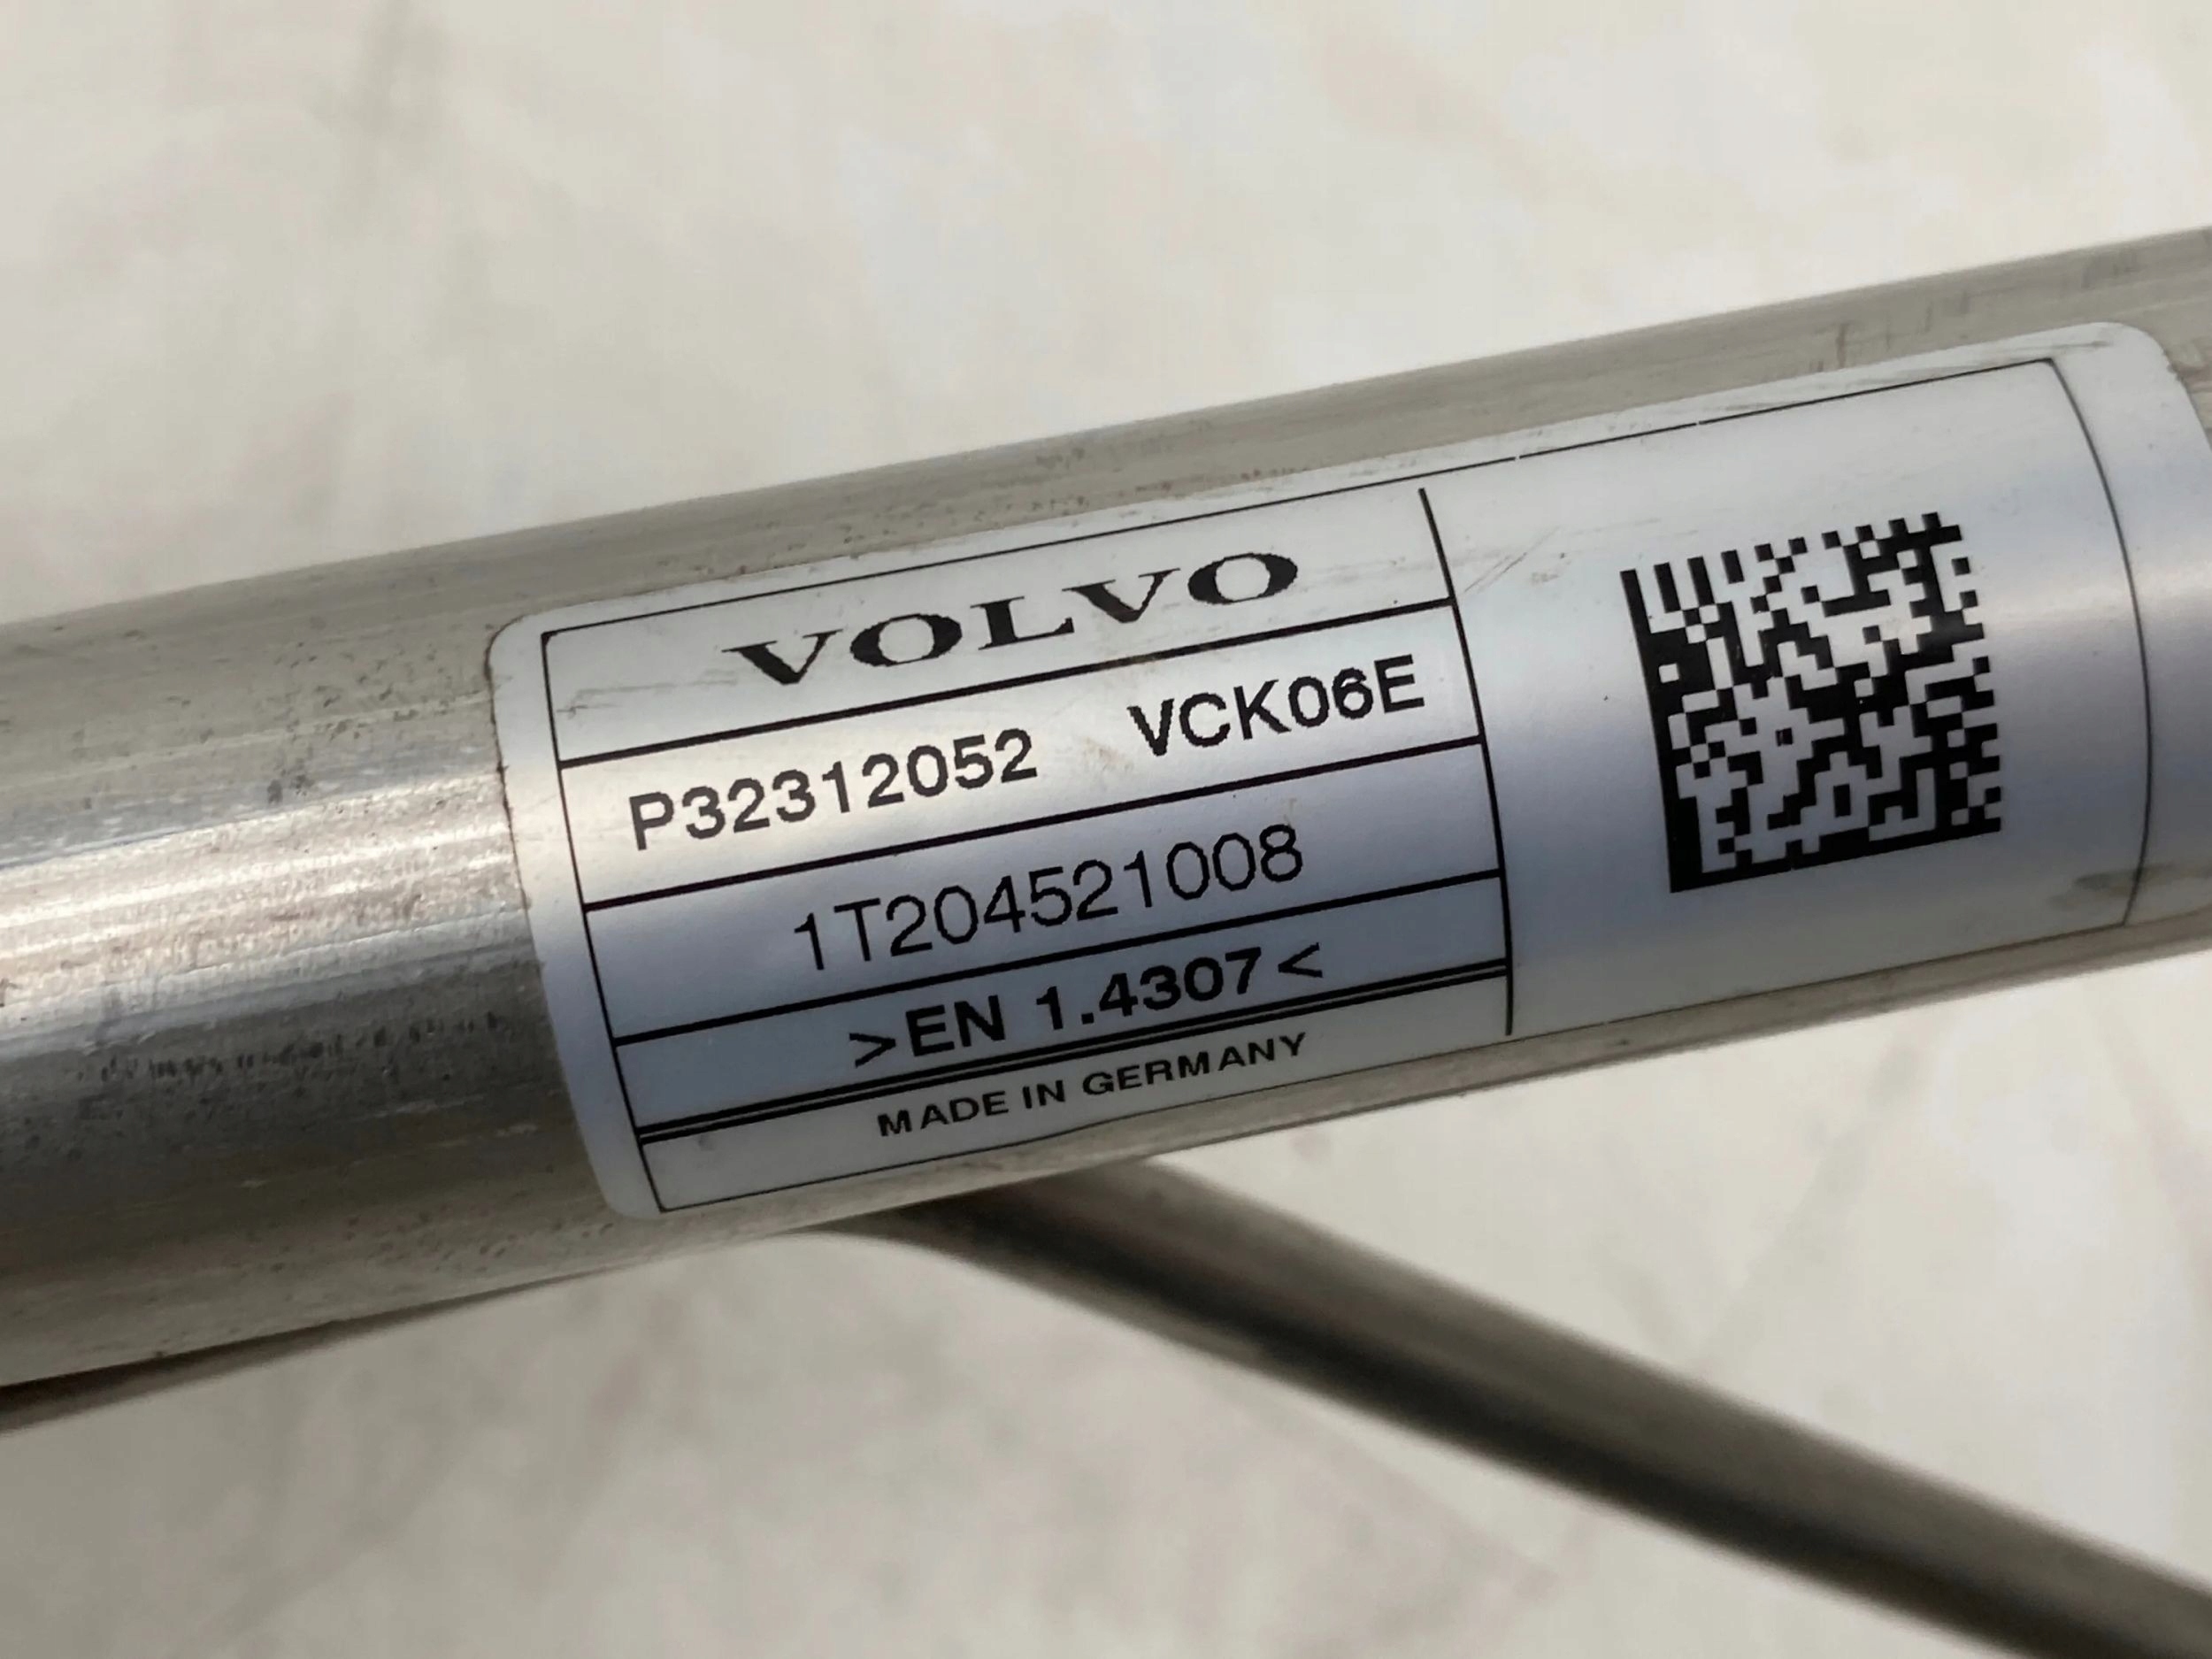 VOLVO
P32312052 VCK06E
1T204521008
>EN 1.4307<
MADE IN GERMANY